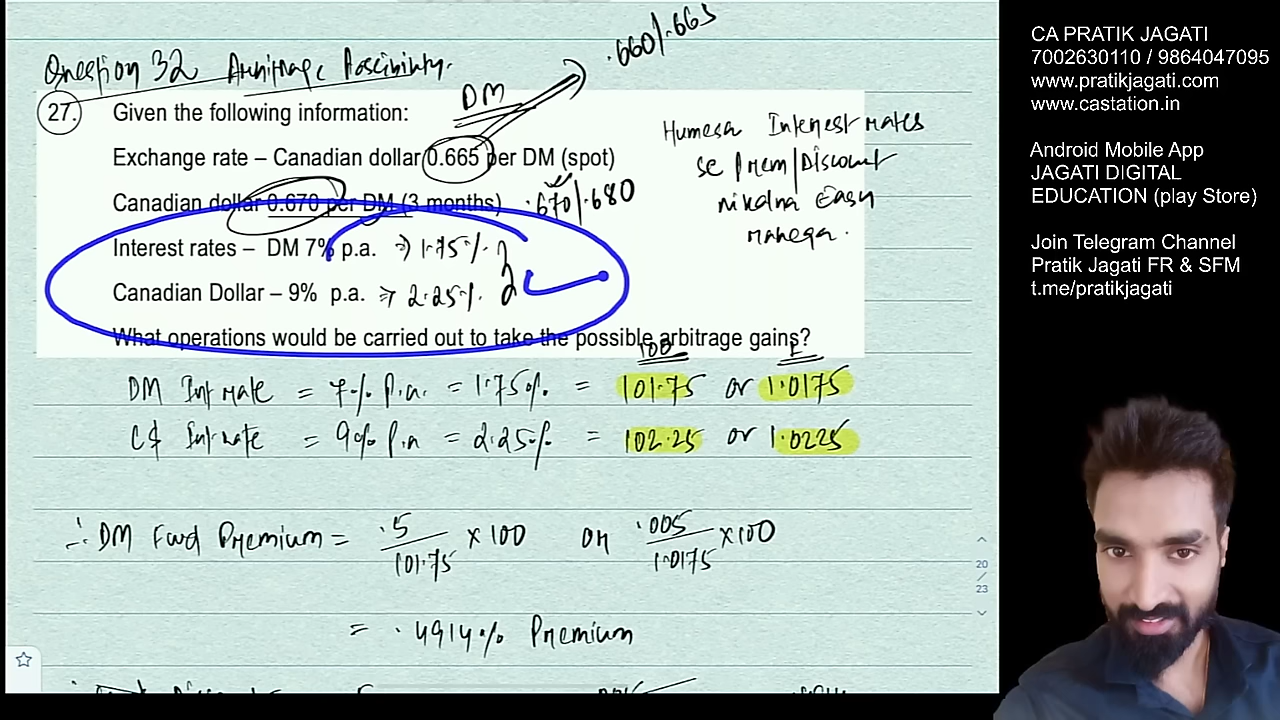 Question 32 Arbitrage Possibility.
.660/.665
DM
27. Given the following information:
Exchange rate – Canadian dollar 0.665 per DM (spot)
Canadian dollar 0.670 per DM (3 months) .670/.680
Interest rates – DM 7% p.a. ⇒ 1.75%
Canadian Dollar – 9% p.a. ⇒ 2.25%
What operations would be carried out to take the possible arbitrage gains?
Humesa Interest rates
se Prem/Discount
nikalna Easy
rahega.
100 1
DM Int rate = 7% P.a. = 1.75% = 101.75 or 1.0175
C$ Int rate = 9% P.a = 2.25% = 102.25 or 1.0225
∴ DM Fwd Premium = .5/101.75 × 100 or .005/1.0175 × 100
= .4914% Premium
20
/
23
CA PRATIK JAGATI
7002630110 / 9864047095
www.pratikjagati.com
www.castation.in
Android Mobile App
JAGATI DIGITAL
EDUCATION (play Store)
Join Telegram Channel
Pratik Jagati FR & SFM
t.me/pratikjagati